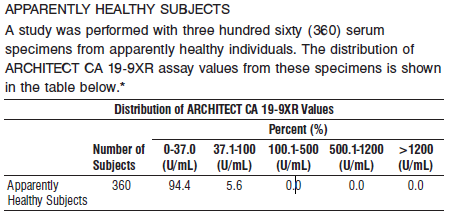 APPARENTLY HEALTHY SUBJECTS
A study was performed with three hundred sixty (360) serum
specimens from apparently healthy individuals. The distribution of
ARCHITECT CA 19-9XR assay values from these specimens is shown
in the table below.*
Distribution of ARCHITECT CA 19-9XR Values
Percent (%)
Number of 0-37.0 37.1-100 100.1-500 500.1-1200 >1200
Subjects (U/mL) (U/mL) (U/mL) (U/mL) (U/mL)
Apparently 360 94.4 5.6 0.0 0.0 0.0
Healthy Subjects